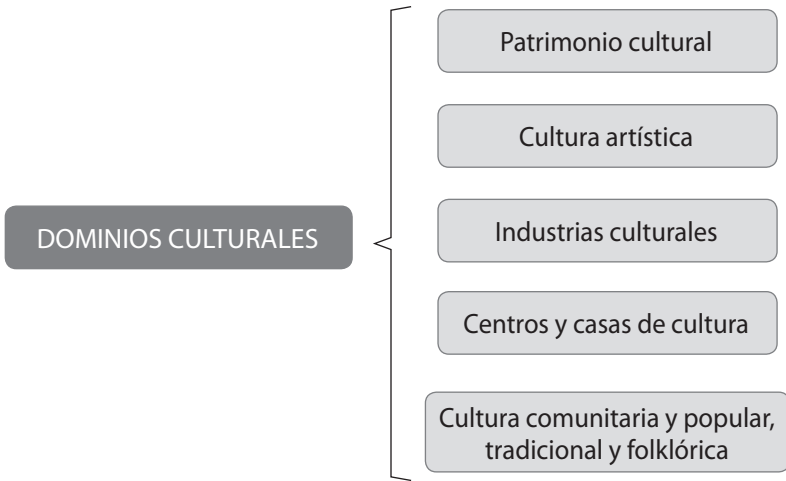 Patrimonio cultural
Cultura artística
DOMINIOS CULTURALES
Industrias culturales
Centros y casas de cultura
Cultura comunitaria y popular,
tradicional y folklórica